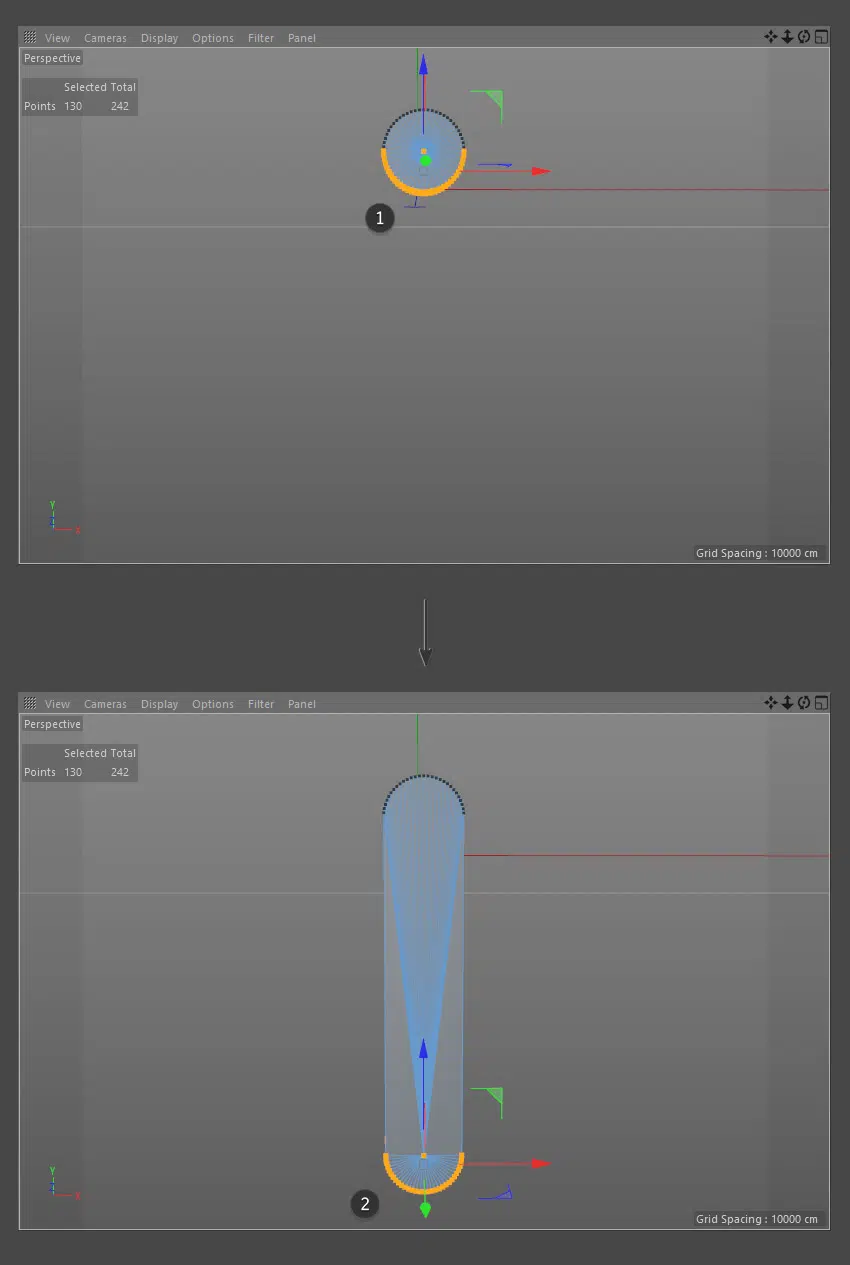 View Cameras Display Options Filter Panel
Perspective
Selected Total
Points 130 242
1
Y
Z
X
Grid Spacing : 10000 cm
View Cameras Display Options Filter Panel
Perspective
Selected Total
Points 130 242
Y
Z
X
2
Grid Spacing : 10000 cm